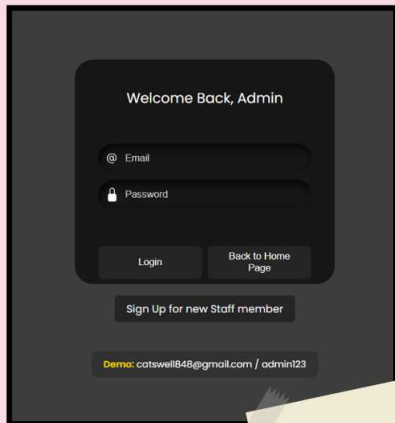 Welcome Back, Admin
@ Email
Password
Login
Back to Home
Page
Sign Up for new Staff member
Demo: catswell848@gmail.com / admin123